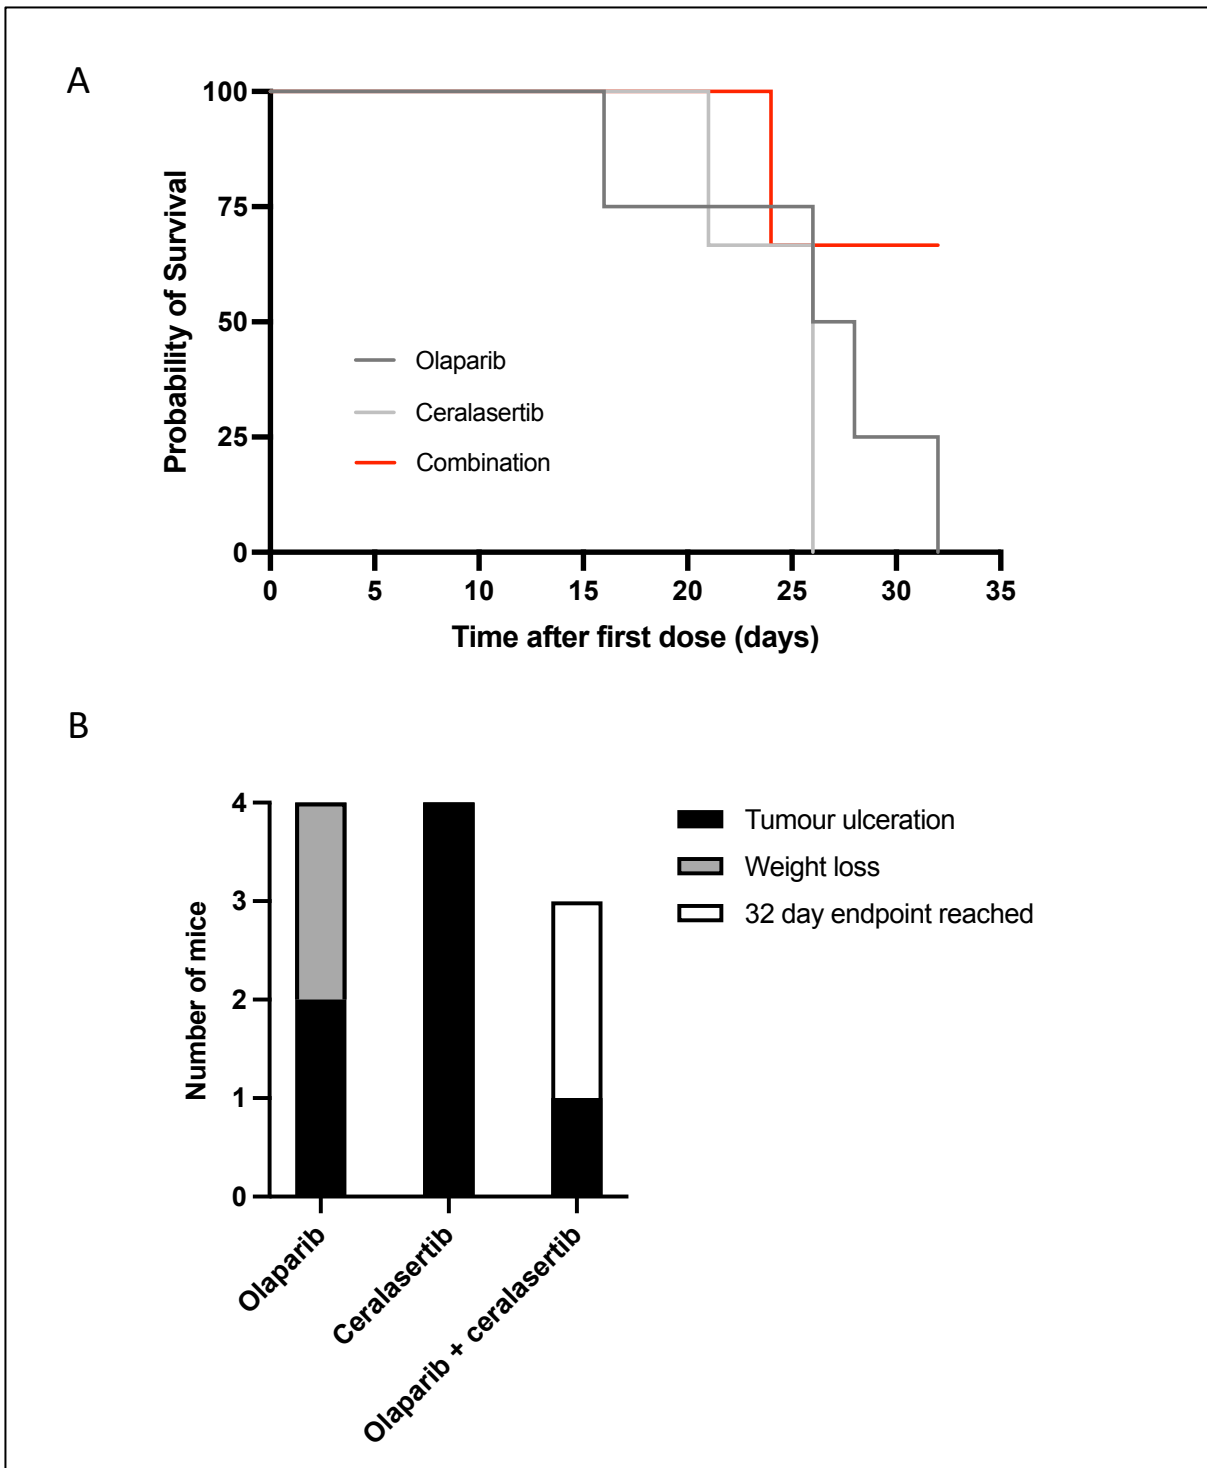 A
Probability of Survival
100
75
50
25
0
Olaparib
Ceralasertib
Combination
0 5 10 15 20 25 30 35
Time after first dose (days)
B
Number of mice
4
3
2
1
0
Tumour ulceration
Weight loss
32 day endpoint reached
Olaparib
Ceralasertib
Olaparib + ceralasertib